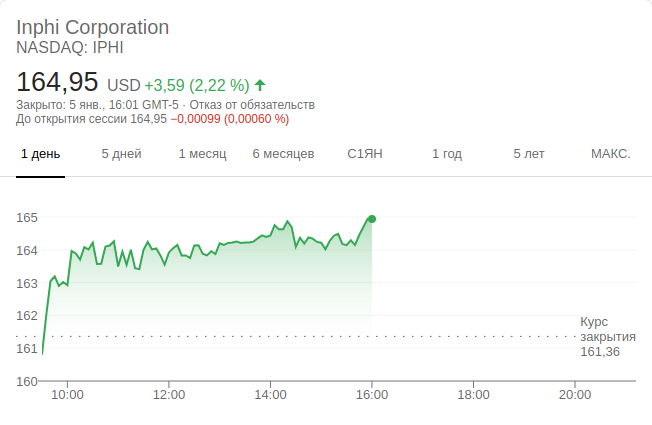 Inphi Corporation
NASDAQ: IPHI
164,95 USD +3,59 (2,22 %)
Закрыто: 5 янв., 16:01 GMT-5 · Отказ от обязательств
До открытия сессии 164,95 −0,00099 (0,00060 %)
1 день 5 дней 1 месяц 6 месяцев С1ЯН 1 год 5 лет МАКС.
165
164
163
162
161
160
Курс
закрытия
161,36
10:00 12:00 14:00 16:00 18:00 20:00